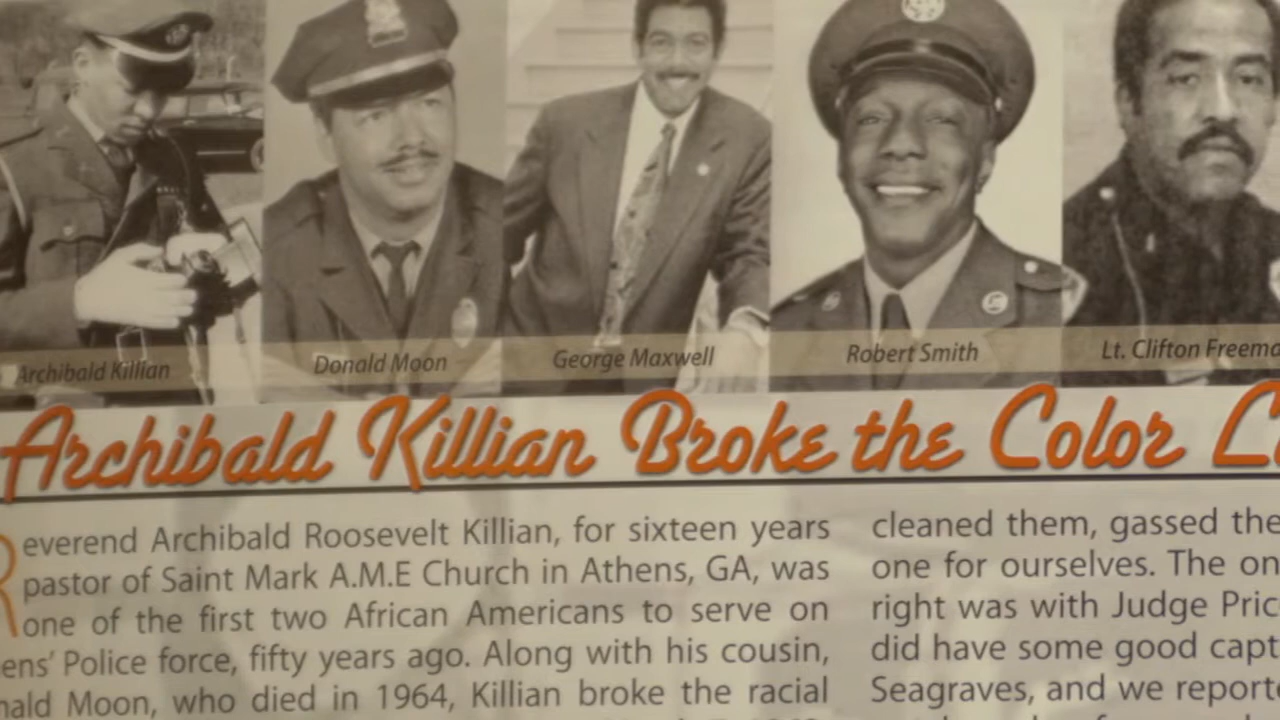 Archibald Killian
Donald Moon
George Maxwell
Robert Smith
Lt. Clifton Freema
Archibald Killian Broke the Color L
Reverend Archibald Roosevelt Killian, for sixteen years
pastor of Saint Mark A.M.E Church in Athens, GA, was
one of the first two African Americans to serve on
ens’ Police force, fifty years ago. Along with his cousin,
nald Moon, who died in 1964, Killian broke the racial
cleaned them, gassed the
one for ourselves. The on
right was with Judge Pric
did have some good capt
Seagraves, and we reporte